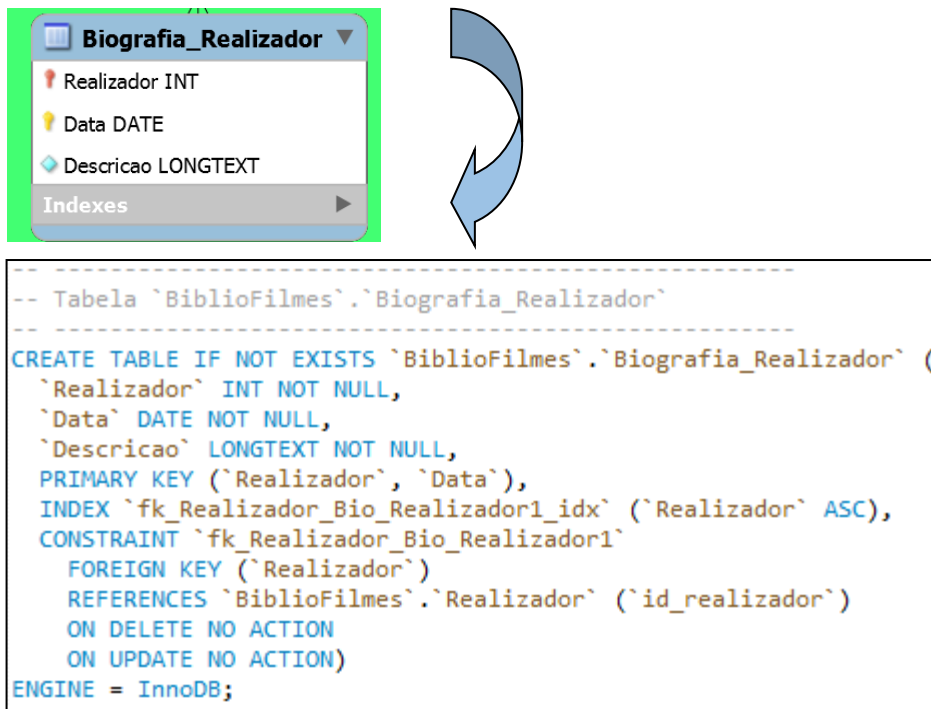 Biografia_Realizador
Realizador INT
Data DATE
Descricao LONGTEXT
Indexes
-- -----------------------------------------------------
-- Tabela `BiblioFilmes`.`Biografia_Realizador`
-- -----------------------------------------------------
CREATE TABLE IF NOT EXISTS `BiblioFilmes`.`Biografia_Realizador` (
  `Realizador` INT NOT NULL,
  `Data` DATE NOT NULL,
  `Descricao` LONGTEXT NOT NULL,
  PRIMARY KEY (`Realizador`, `Data`),
  INDEX `fk_Realizador_Bio_Realizador1_idx` (`Realizador` ASC),
  CONSTRAINT `fk_Realizador_Bio_Realizador1`
    FOREIGN KEY (`Realizador`)
    REFERENCES `BiblioFilmes`.`Realizador` (`id_realizador`)
    ON DELETE NO ACTION
    ON UPDATE NO ACTION)
ENGINE = InnoDB;